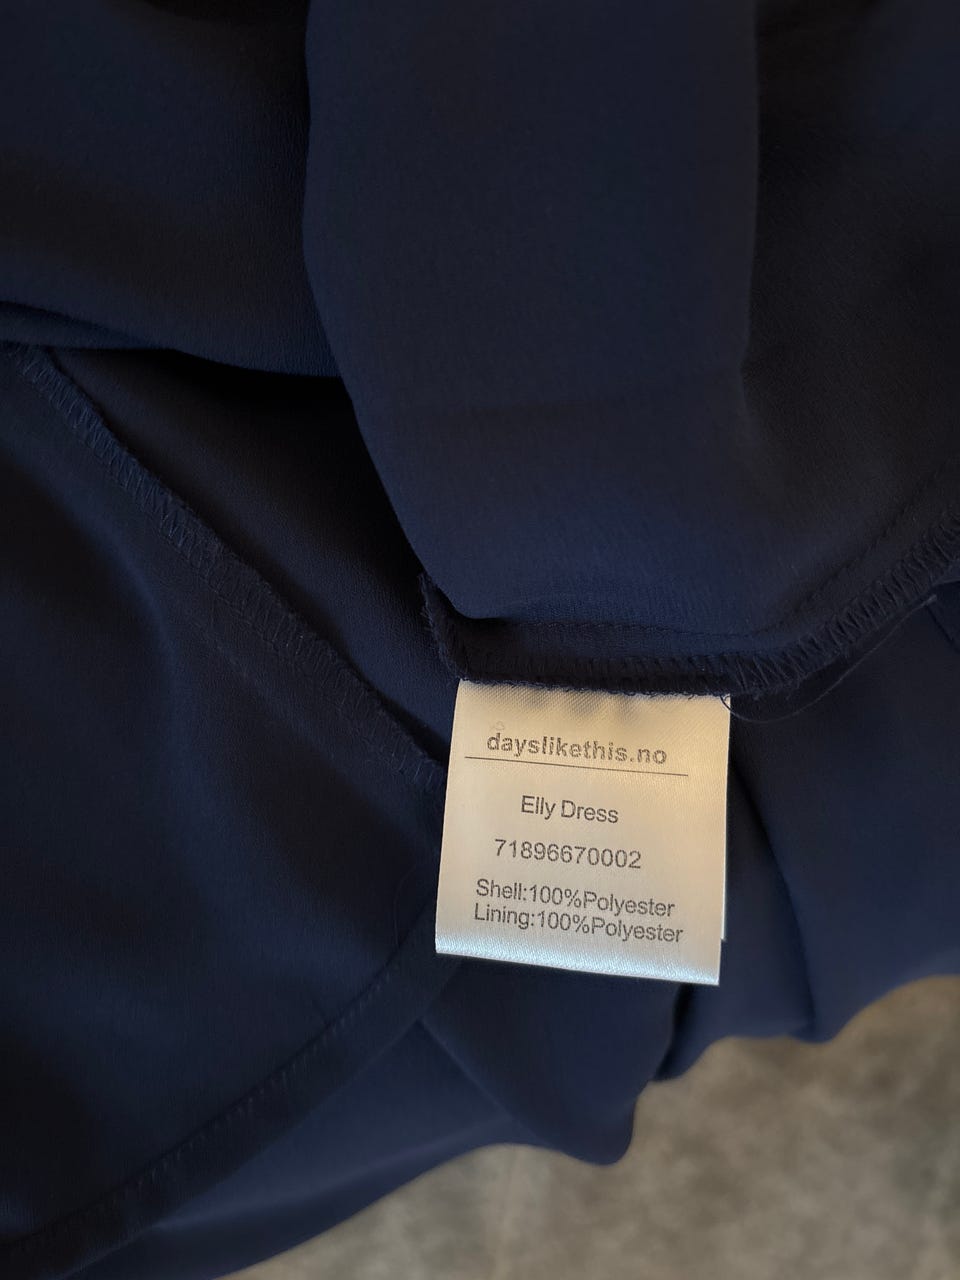 dayslikethis.no
Elly Dress
71896670002
Shell:100%Polyester
Lining:100%Polyester